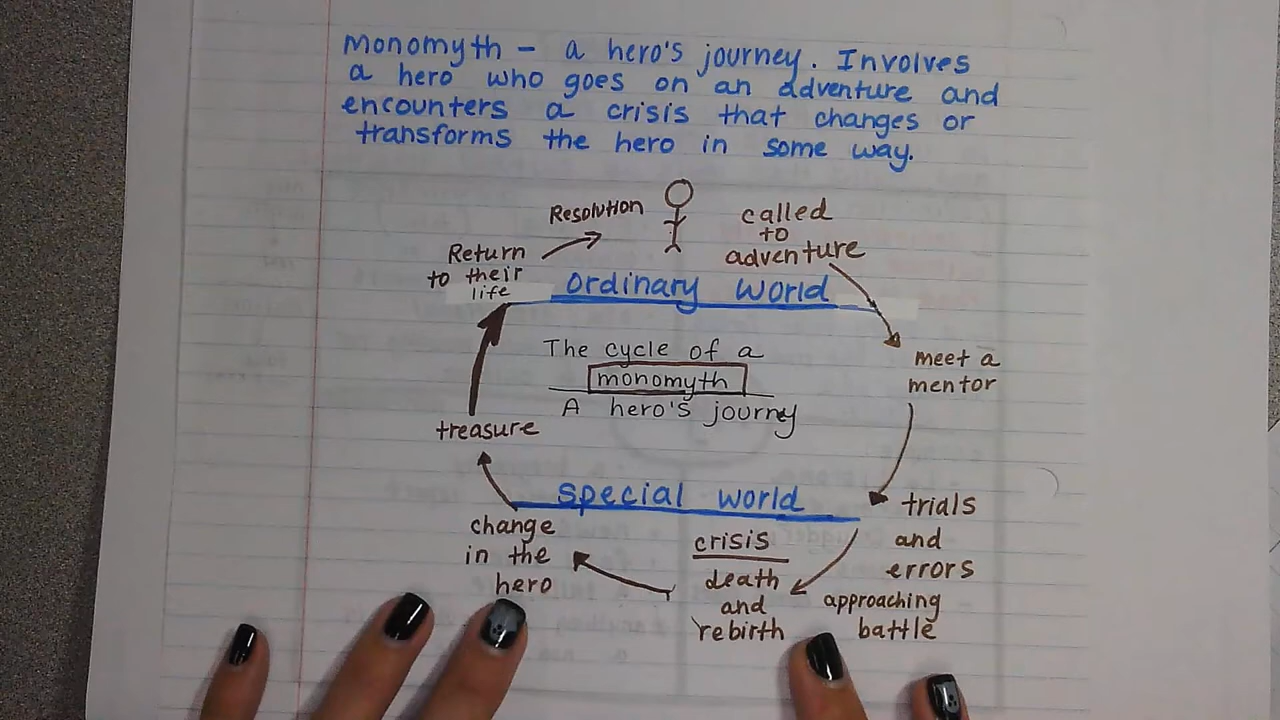 monomyth - a hero's journey. Involves
a hero who goes on an adventure and
encounters a crisis that changes or
transforms the hero in some way.
Resolution
called
to
adventure
Return
to their
life
ordinary world
The cycle of a
monomyth
A hero's journey
meet a
mentor
treasure
special world
trials
and
errors
approaching
battle
crisis
death
and
rebirth
change
in the
hero